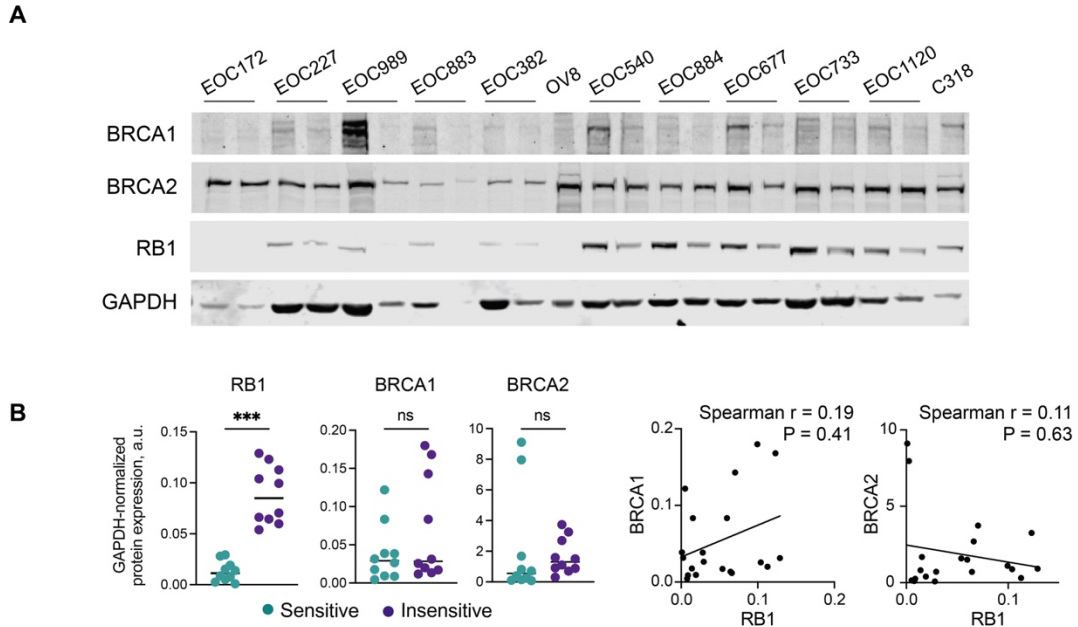 A
EOC172 EOC227 EOC989 EOC883 EOC382 OV8 EOC540 EOC884 EOC677 EOC733 EOC1120 C318
BRCA1
BRCA2
RB1
GAPDH
B
RB1 BRCA1 BRCA2
*** ns ns
GAPDH-normalized
protein expression, a.u.
0.15
0.10
0.05
0.00
0.20
0.15
0.10
0.05
0.00
10
8
6
4
2
0
Sensitive Insensitive
Spearman r = 0.19
P = 0.41
BRCA1
0.2
0.1
0.0
0.0 0.1 0.2
RB1
Spearman r = 0.11
P = 0.63
BRCA2
10
5
0
0.0 0.1
RB1